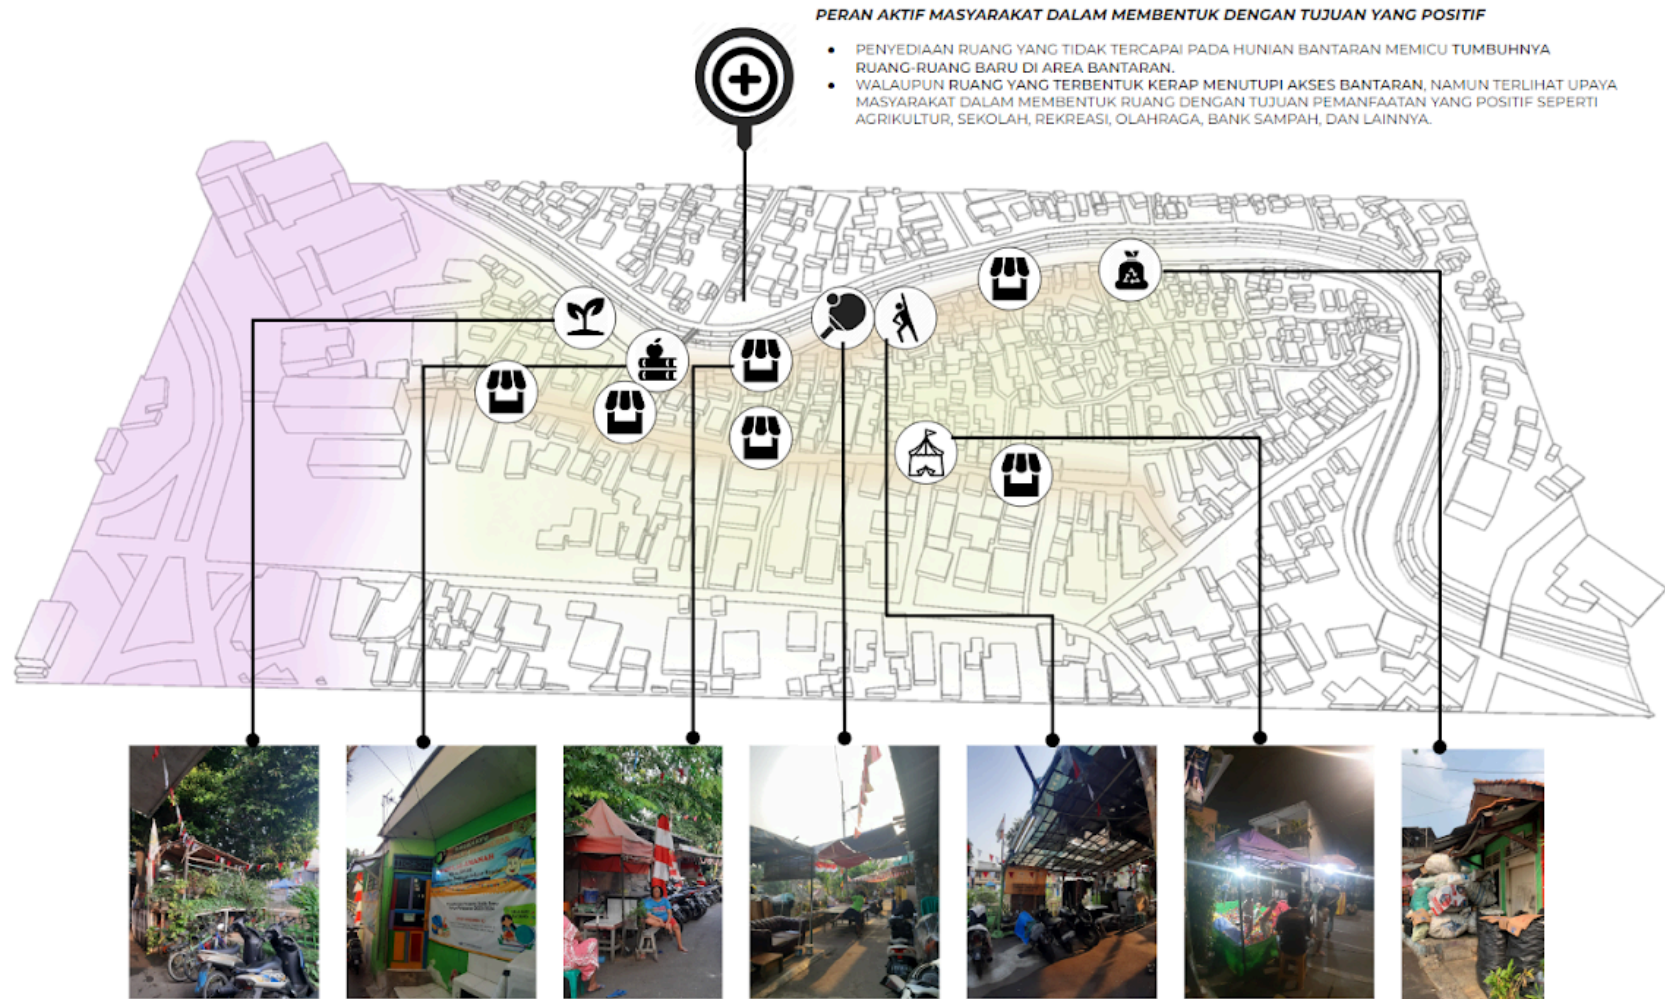 PERAN AKTIF MASYARAKAT DALAM MEMBENTUK DENGAN TUJUAN YANG POSITIF
PENYEDIAAN RUANG YANG TIDAK TERCAPAI PADA HUNIAN BANTARAN MEMICU TUMBUHNYA
RUANG-RUANG BARU DI AREA BANTARAN.
WALAUPUN RUANG YANG TERBENTUK KERAP MENUTUPI AKSES BANTARAN, NAMUN TERLIHAT UPAYA
MASYARAKAT DALAM MEMBENTUK RUANG DENGAN TUJUAN PEMANFAATAN YANG POSITIF SEPERTI
AGRIKULTUR, SEKOLAH, REKREASI, OLAHRAGA, BANK SAMPAH, DAN LAINNYA.